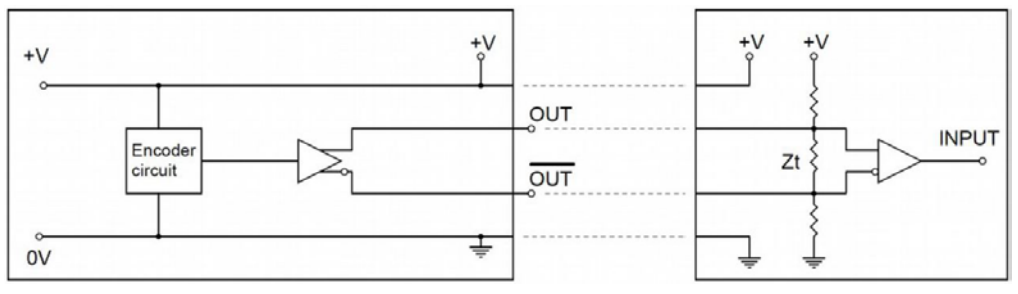 +V
+V
+V
+V
OUT
INPUT
Encoder
circuit
Zt
OUT
0V